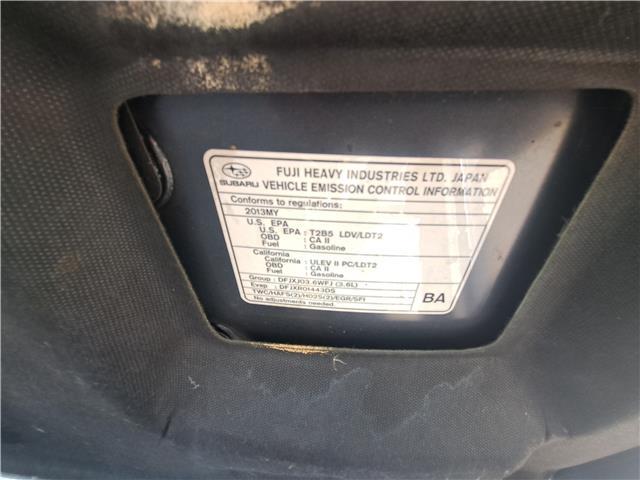 SUBARU
FUJI HEAVY INDUSTRIES LTD. JAPAN
VEHICLE EMISSION CONTROL INFORMATION
Conforms to regulations:
2013MY
U.S. EPA
U.S. EPA : T2B5 LDV/LDT2
OBD : CA II
Fuel : Gasoline
California
California : ULEV II PC/LDT2
OBD : CA II
Fuel : Gasoline
Group : DFJXJ03.6WFJ (3.6L)
Evap : DFJXR01443DS
TWC/HAFS(2)/HO2S(2)/EGR/SFI
No adjustments needed.
BA